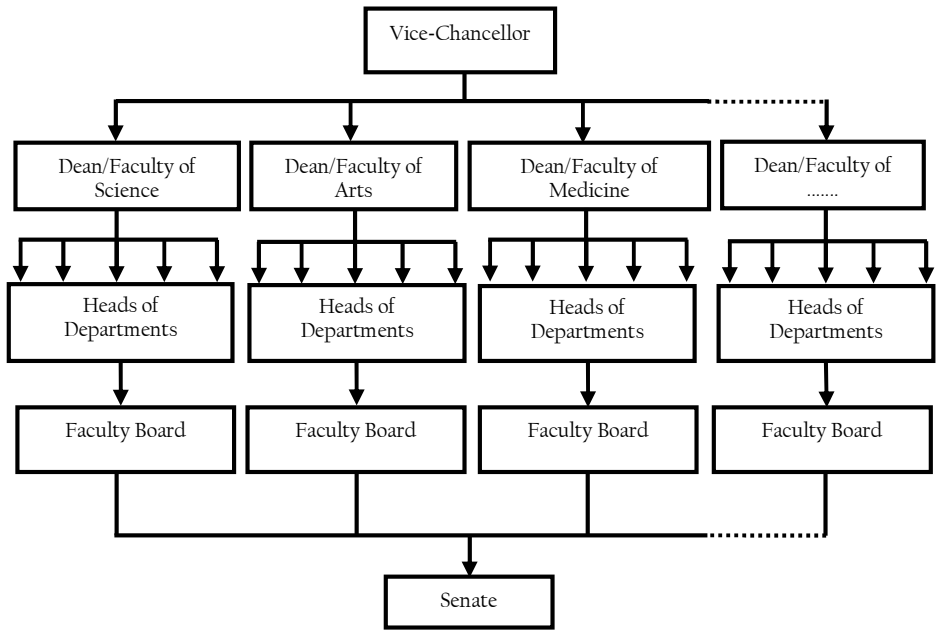 Vice-Chancellor
Dean/Faculty of
Science
Dean/Faculty of
Arts
Dean/Faculty of
Medicine
Dean/Faculty of
.......
Heads of
Departments
Heads of
Departments
Heads of
Departments
Heads of
Departments
Faculty Board
Faculty Board
Faculty Board
Faculty Board
Senate